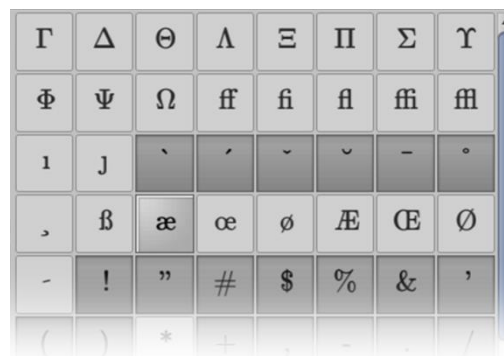 Γ Δ Θ Λ Ξ Π Σ ϒ
Φ Ψ Ω ff fi fl ffi ffl
ı ȷ ` ´ ˇ ˘ ¯ ˚
¸ ß æ œ ø Æ Œ Ø
- ! ” # $ % & ’
( ) * + , - . /